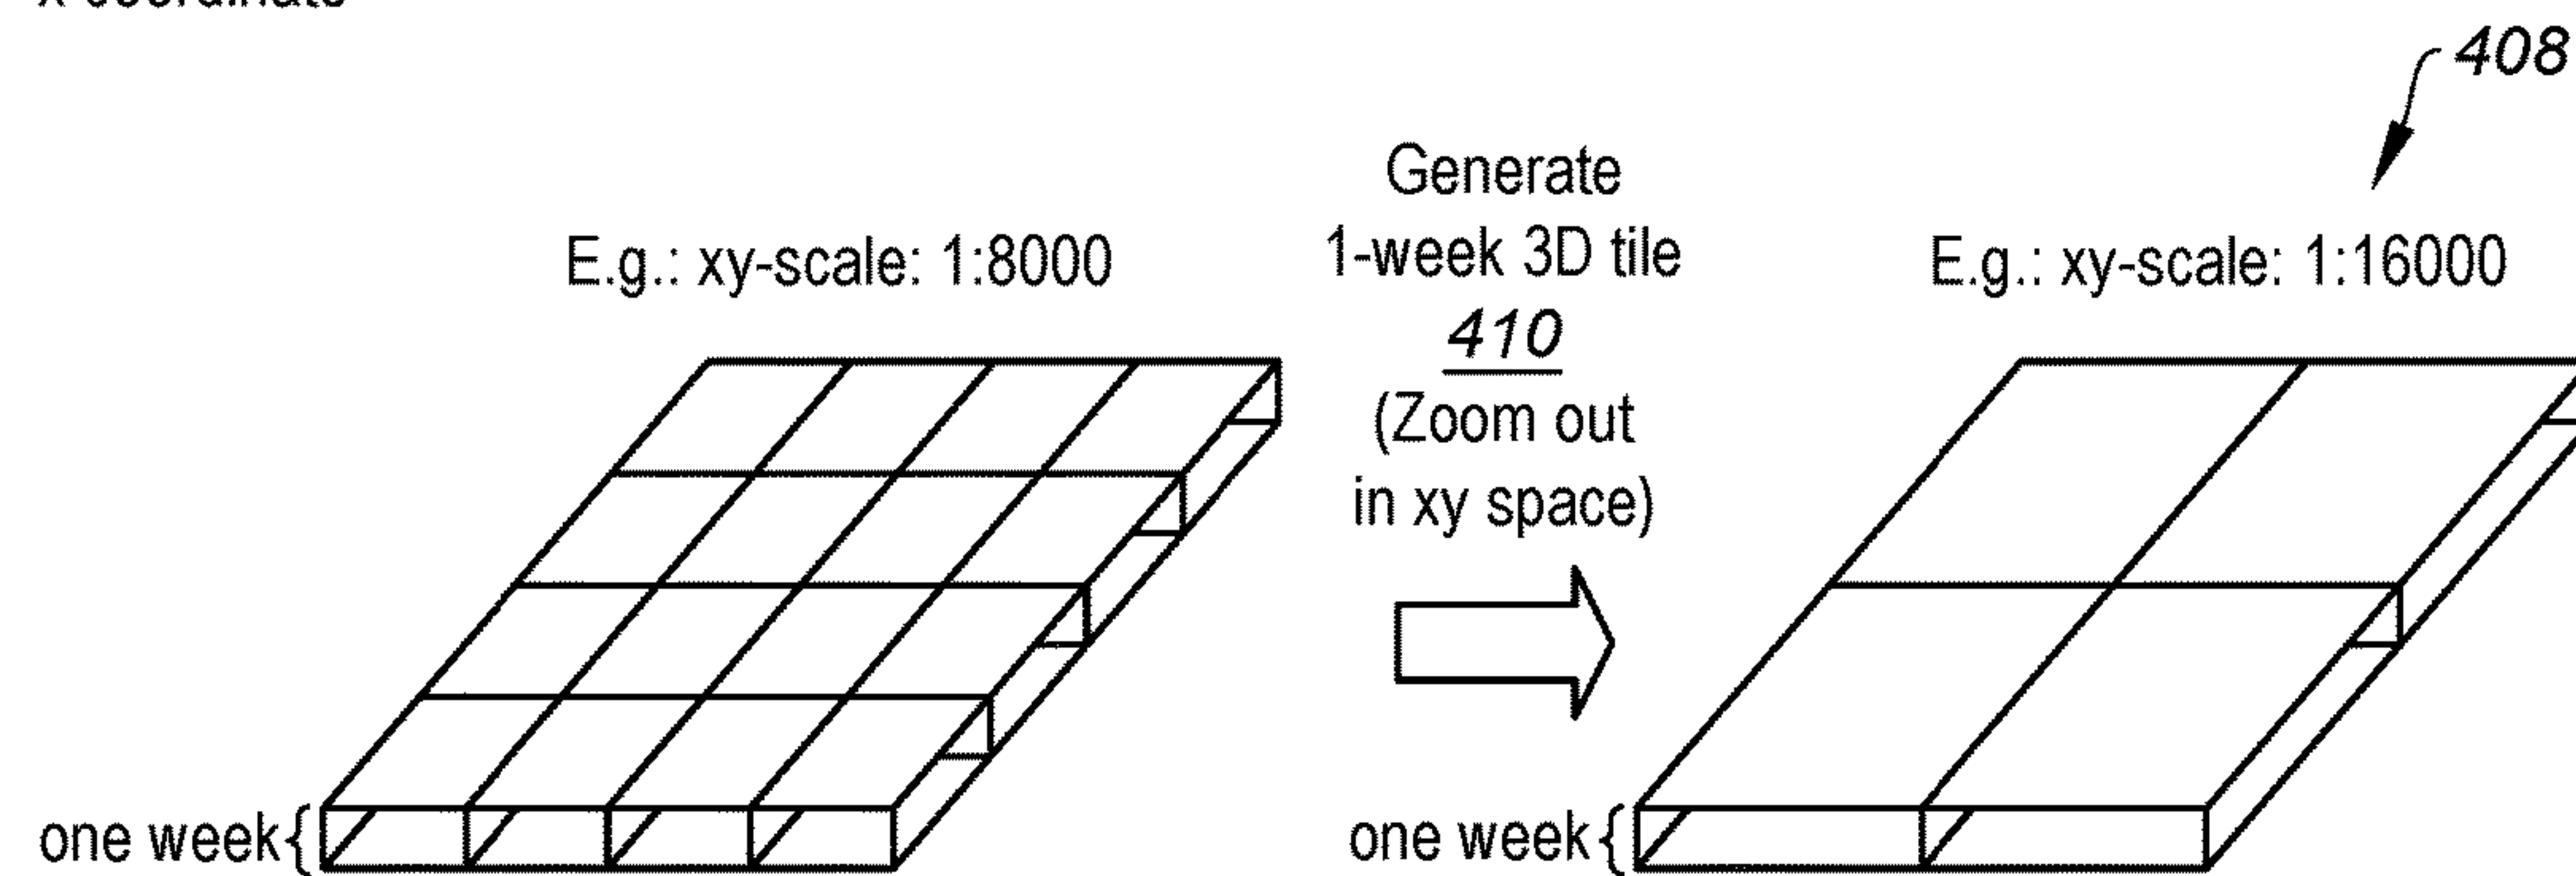 x-coordinate
408
Generate
1-week 3D tile
410
(Zoom out
in xy space)
E.g.: xy-scale: 1:8000
E.g.: xy-scale: 1:16000
one week
one week